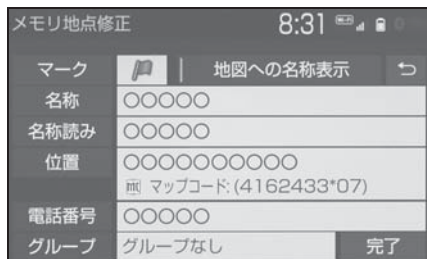 メモリ地点修正 8:31
マーク 地図への名称表示
名称 ○○○○○
名称読み ○○○○○
位置 ○○○○○○○○○○
マップコード:(4162433*07)
電話番号 ○○○○○
グループ グループなし 完了